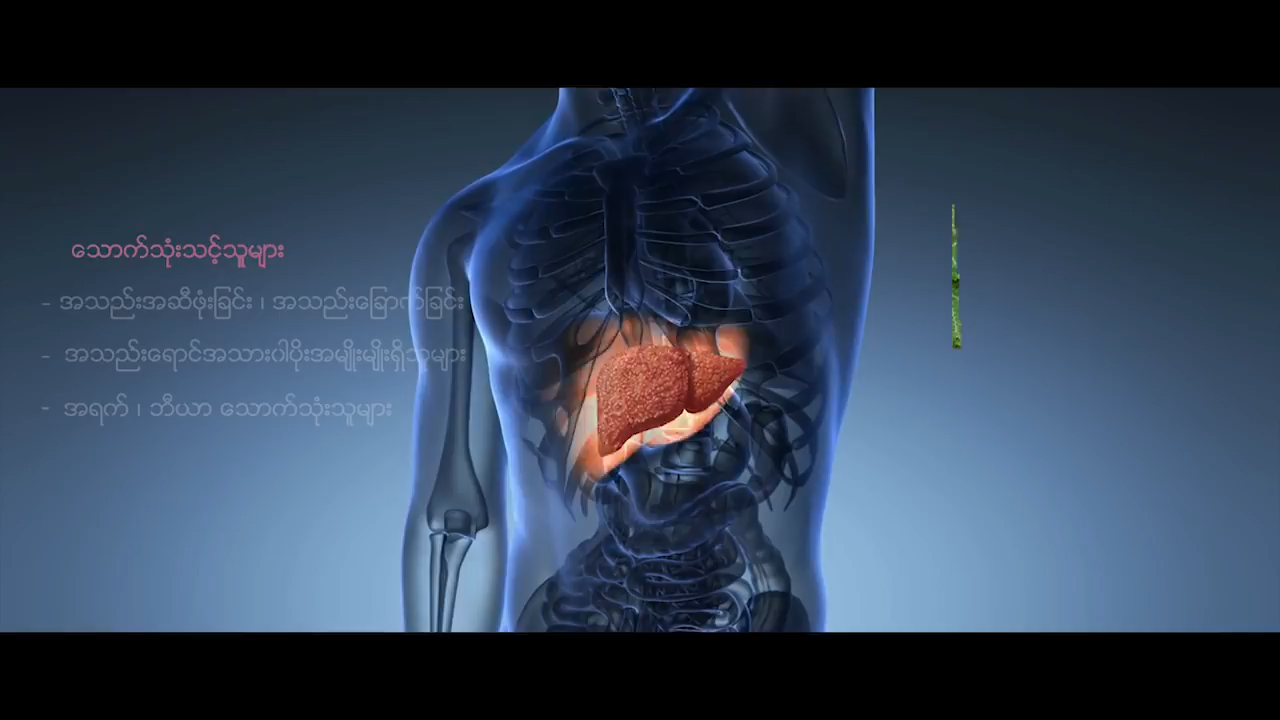 သောက်သုံးသင့်သူများ
- အသည်းအဆီဖုံးခြင်း ၊ အသည်းခြောက်ခြင်း
- အသည်းရောင်အသားဝါပိုးအမျိုးမျိုးရှိသူများ
- အရက် ၊ ဘီယာ သောက်သုံးသူများ